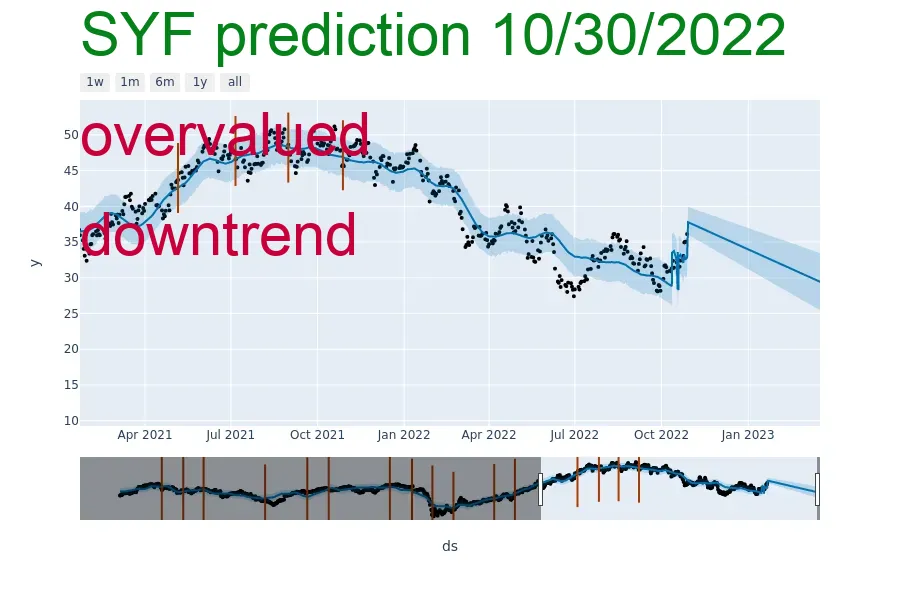 SYF prediction 10/30/2022
1w 1m 6m 1y all
overvalued
downtrend
50
45
40
35
30
25
20
15
10
y
Apr 2021 Jul 2021 Oct 2021 Jan 2022 Apr 2022 Jul 2022 Oct 2022 Jan 2023
ds